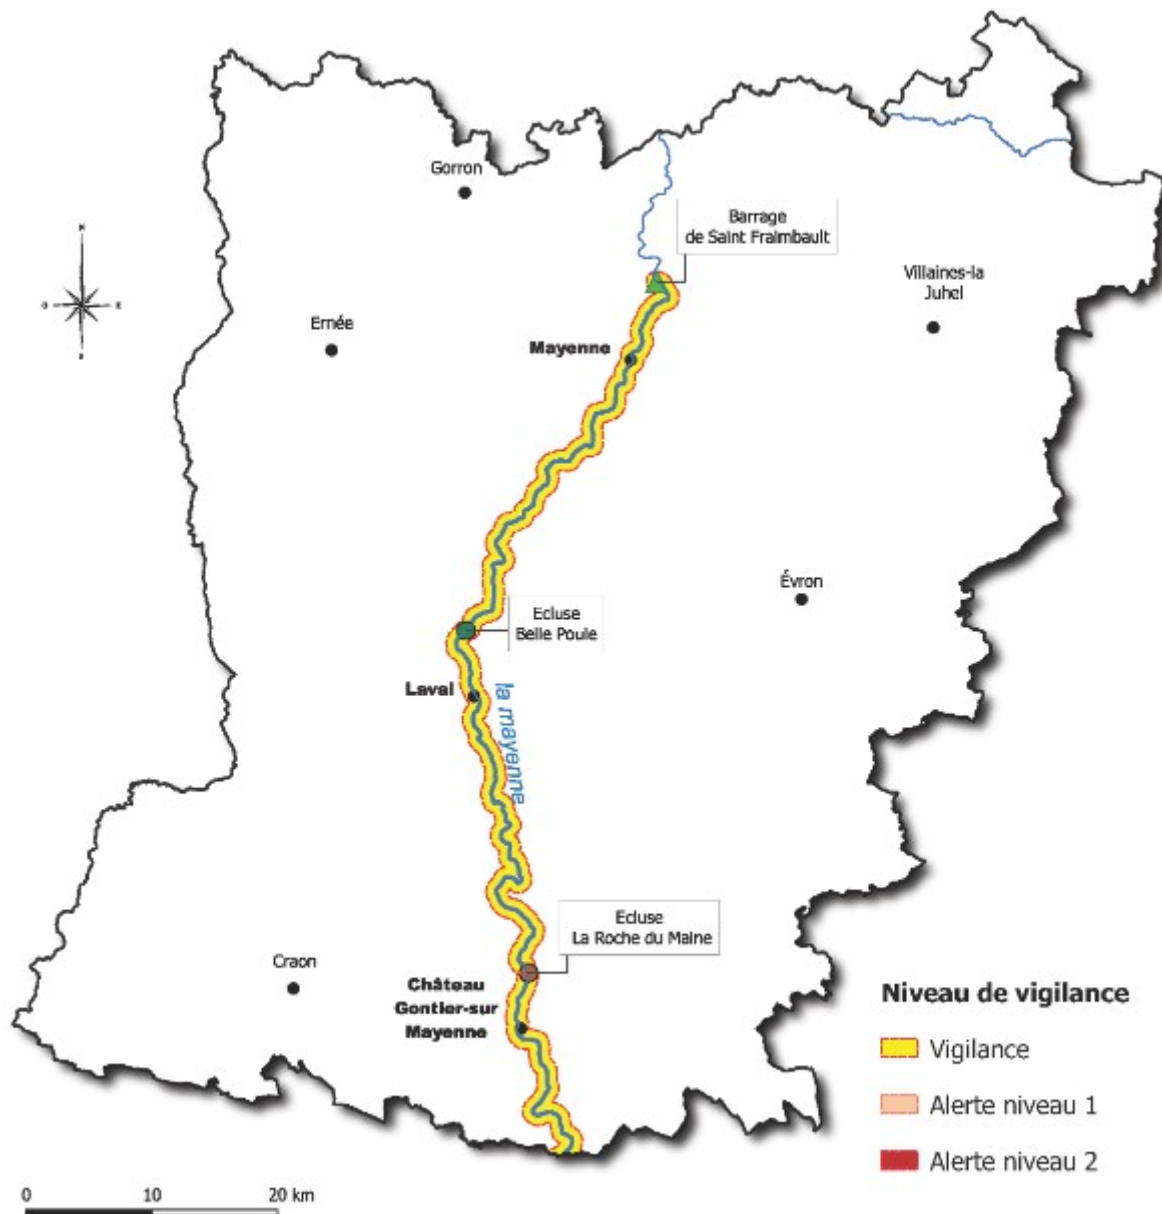 Gorron
Barrage
de Saint Fraimbault
Villaines-la
Juhel
N
O
E
S
Ernée
Mayenne
Évron
Ecluse
Belle Poule
Laval
la mayenne
Ecluse
La Roche du Maine
Craon
Château
Gontier-sur
Mayenne
Niveau de vigilance
Vigilance
Alerte niveau 1
Alerte niveau 2
0 10 20 km